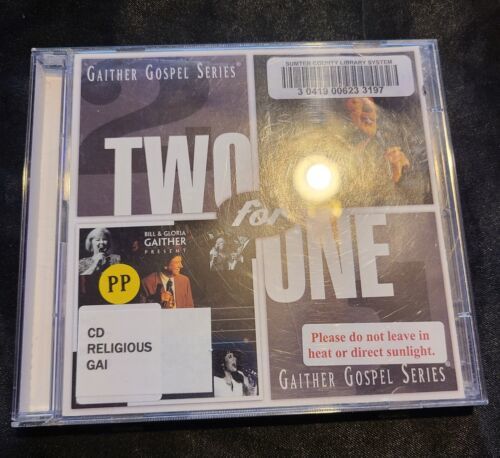 GAITHER GOSPEL SERIES®
SUMTER COUNTY LIBRARY SYSTEM
3 0419 00623 3197
TWO
for
ONE
BILL & GLORIA
GAITHER
PRESENT
PP
CD
RELIGIOUS
GAI
Please do not leave in
heat or direct sunlight.
GAITHER GOSPEL SERIES®